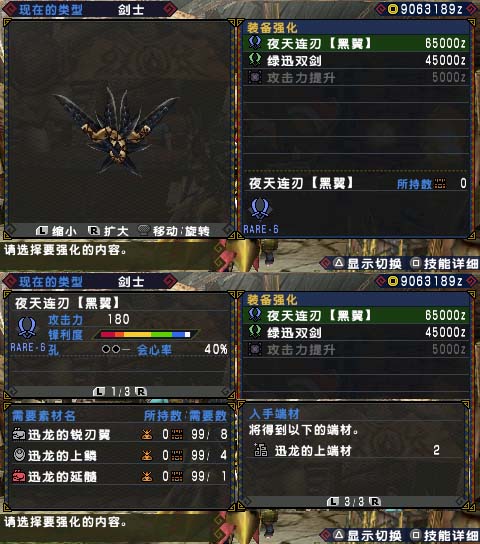 现在的类型 剑士
9063189z
装备强化
夜天连刃【黑翼】 65000z
绿迅双剑 45000z
攻击力提升 5000z
夜天连刃【黑翼】 所持数 0
RARE-6
L 缩小 R 扩大 移动/旋转
请选择要强化的内容。
△显示切换 □技能详细
现在的类型 剑士
9063189z
夜天连刃【黑翼】
攻击力 180
锋利度
RARE-6 孔 ○○— 会心率 40%
L 1/3 R
装备强化
夜天连刃【黑翼】 65000z
绿迅双剑 45000z
攻击力提升 5000z
需要素材名 所持数/需要数
迅龙的锐刃翼 0 99/ 8
迅龙的上鳞 0 99/ 4
迅龙的延髓 0 99/ 1
入手端材
将得到以下的端材。
迅龙的上端材 2
L 3/3 R
请选择要强化的内容。
△显示切换 □技能详细